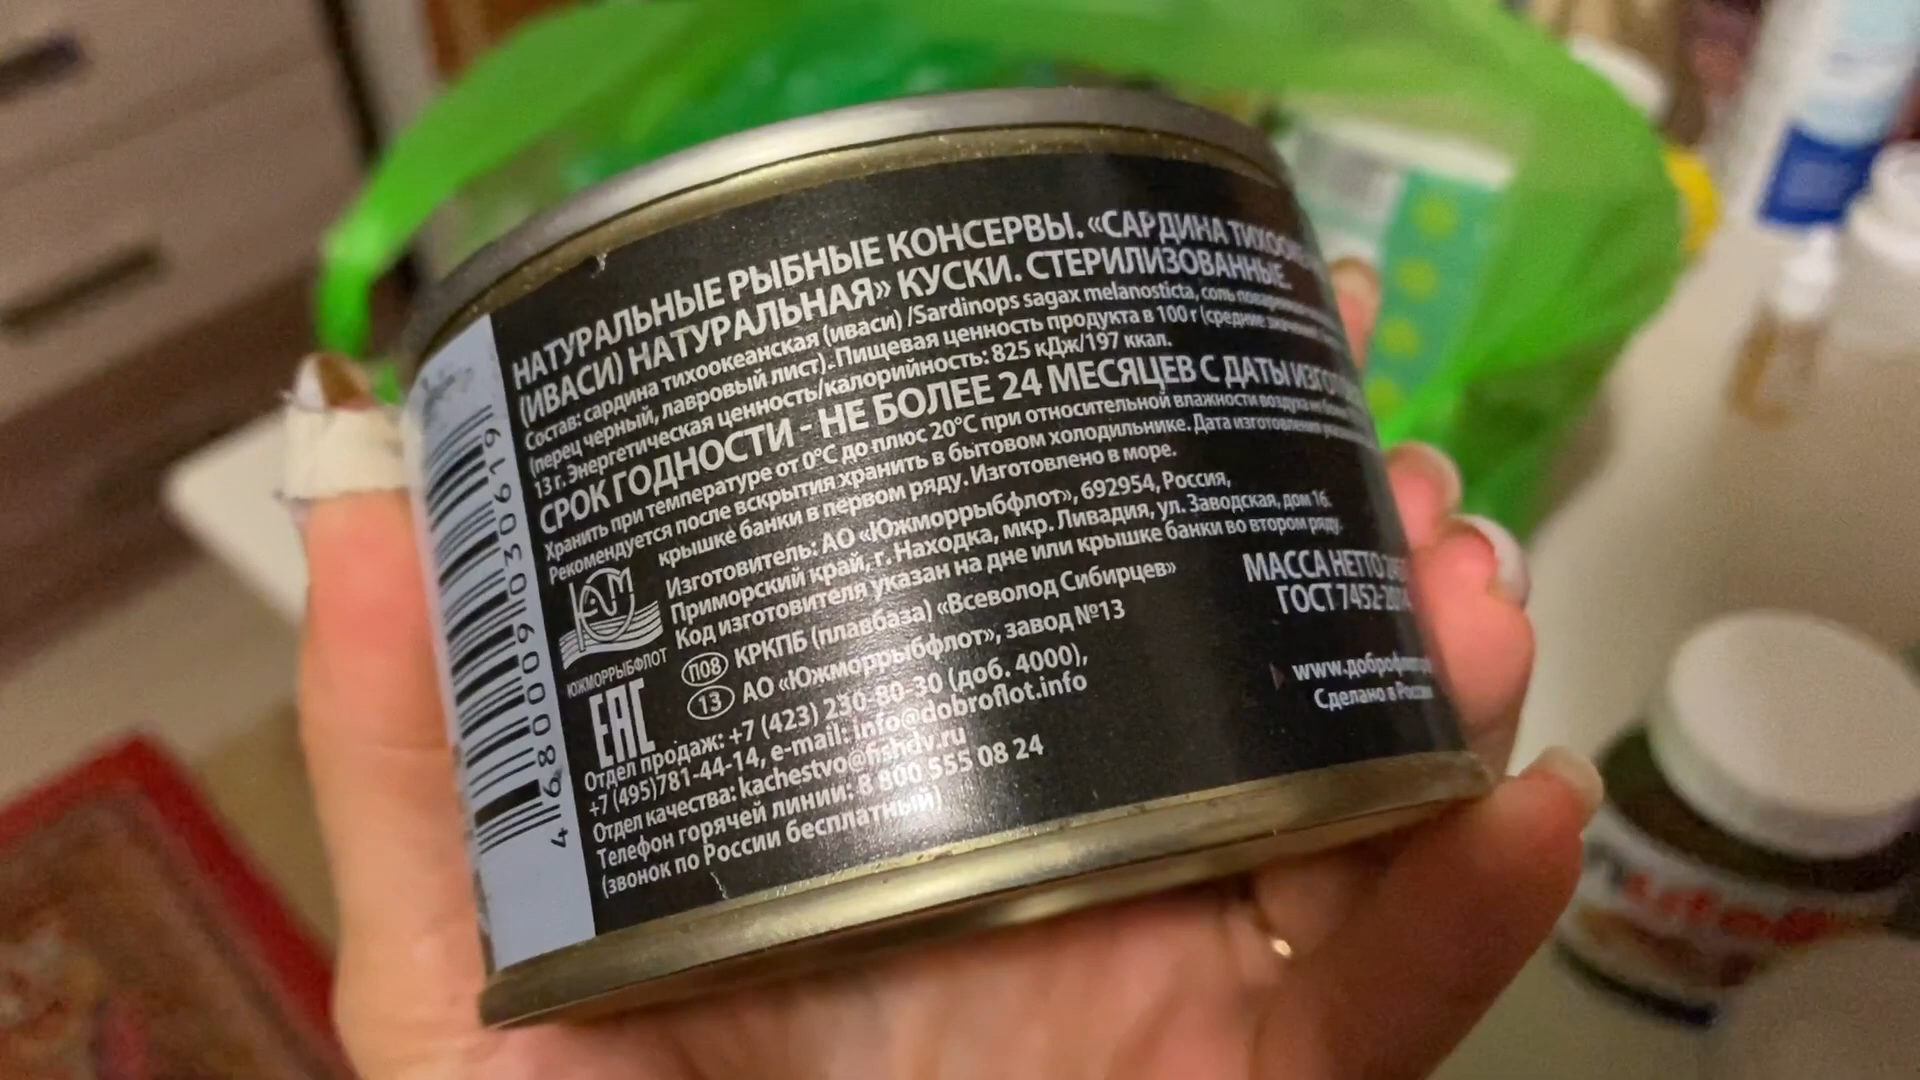 НАТУРАЛЬНЫЕ РЫБНЫЕ КОНСЕРВЫ. «САРДИНА
(ИВАСИ) НАТУРАЛЬНАЯ» КУСКИ. СТЕРИЛИЗОВАННЫЕ.
Состав: сардина тихоокеанская (иваси) /Sardinops sagax melanosticta, соль
(перец черный, лавровый лист). Пищевая ценность продукта в 100 г (средние
13 г. Энергетическая ценность/калорийность: 825 кДж/197 ккал.
СРОК ГОДНОСТИ - НЕ БОЛЕЕ 24 МЕСЯЦЕВ С ДАТЫ
Хранить при температуре от 0°С до плюс 20°С при относительной влажности воздуха не
Рекомендуется после вскрытия хранить в бытовом холодильнике. Дата изготовления
крышке банки в первом ряду. Изготовлено в море.
Изготовитель: АО «Южморрыбфлот», 692954, Россия,
Приморский край, г. Находка, мкр. Ливадия, ул. Заводская, дом 16.
Код изготовителя указан на дне или крышке банки во втором ряду.
П08 КРКПБ (плавбаза) «Всеволод Сибирцев»
13 АО «Южморрыбфлот», завод №13
ЮЖМОРРЫБФЛОТ
ЕАС
Отдел продаж: +7 (423) 230-80-30 (доб. 4000),
+7 (495)781-44-14, e-mail: info@dobroflot.info
Отдел качества: kachestvo@fishdv.ru
Телефон горячей линии: 8 800 555 08 24
(звонок по России бесплатный)
МАССА НЕТТО
ГОСТ
Сделано в России
4 680009 030619